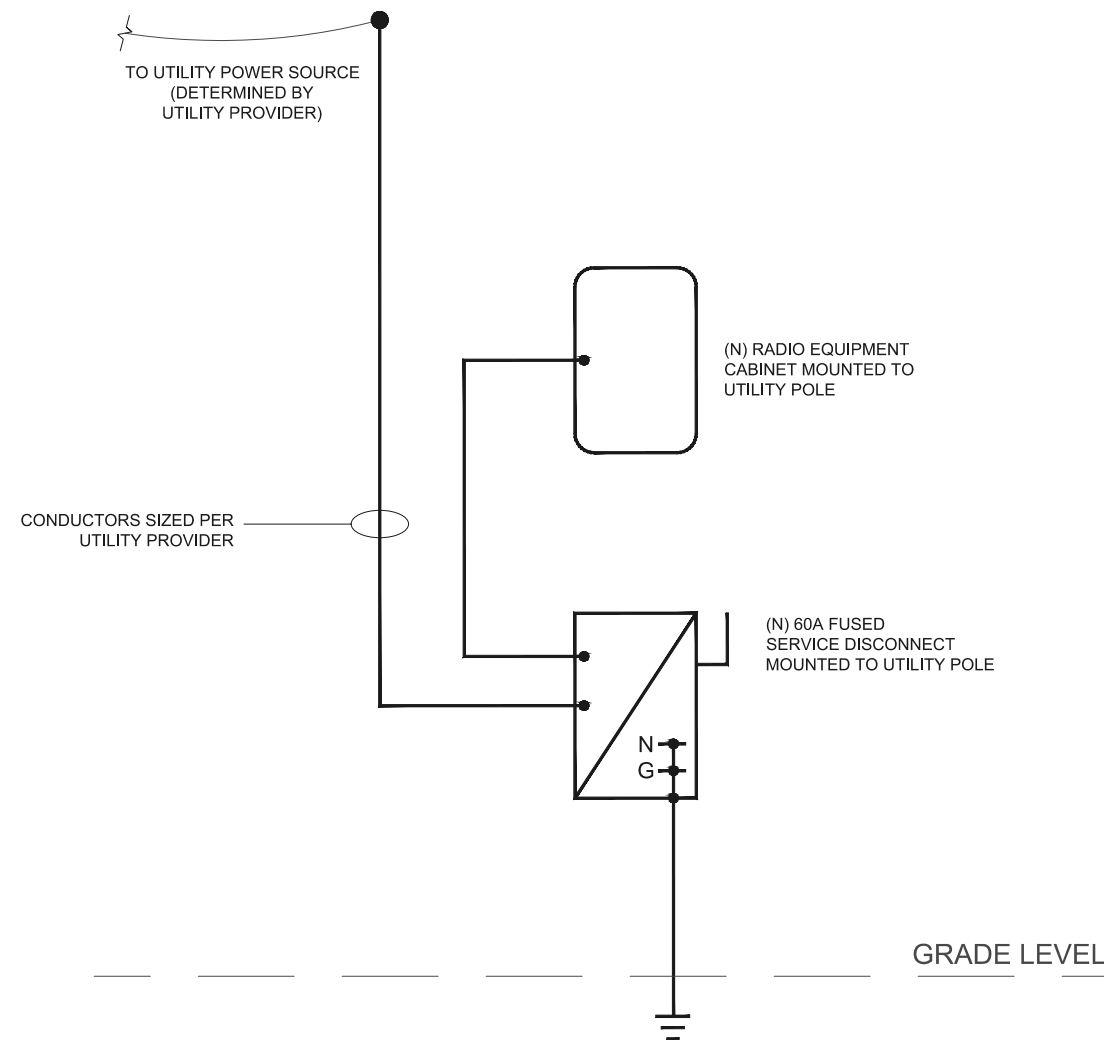 TO UTILITY POWER SOURCE
(DETERMINED BY
UTILITY PROVIDER)
(N) RADIO EQUIPMENT
CABINET MOUNTED TO
UTILITY POLE
CONDUCTORS SIZED PER
UTILITY PROVIDER
(N) 60A FUSED
SERVICE DISCONNECT
MOUNTED TO UTILITY POLE
N
G
GRADE LEVEL